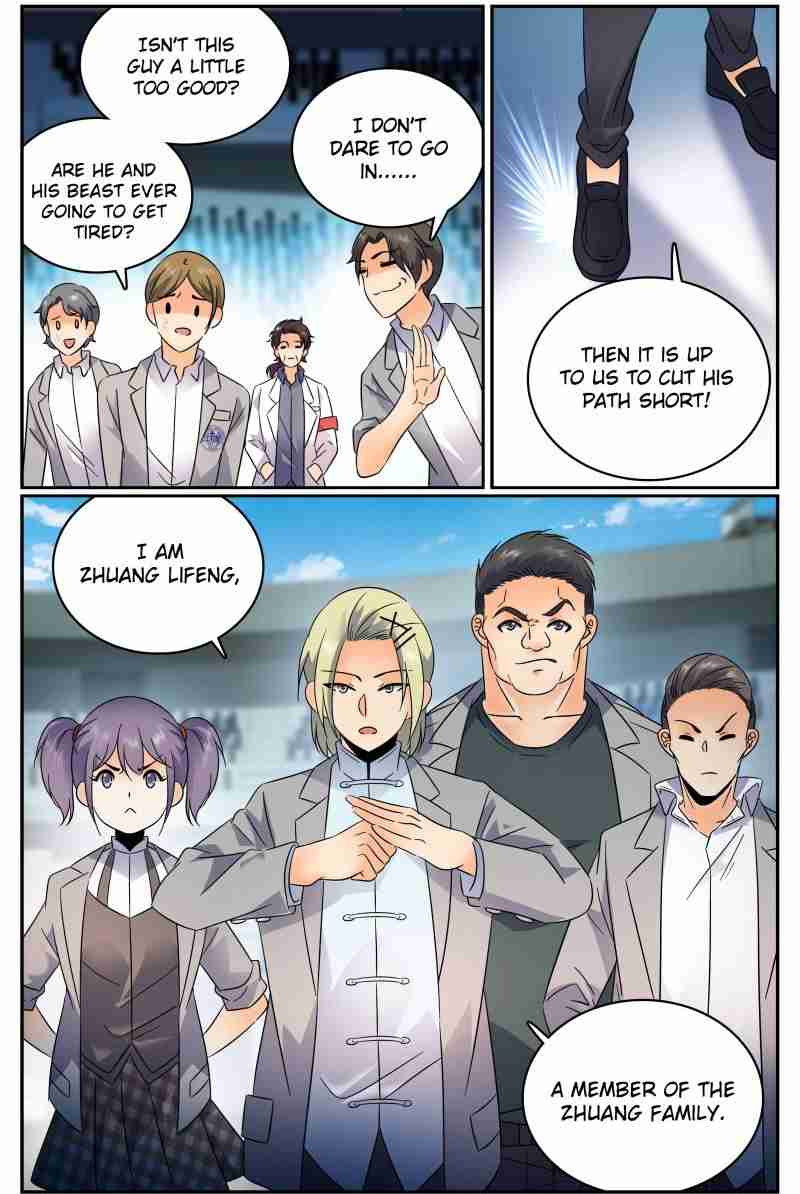 ISN'T THIS
GUY A LITTLE
TOO GOOD?
I DON'T
DARE TO GO
IN......
ARE HE AND
HIS BEAST EVER
GOING TO GET
TIRED?
THEN IT IS UP
TO US TO CUT HIS
PATH SHORT!
I AM
ZHUANG LIFENG,
A MEMBER OF THE
ZHUANG FAMILY.